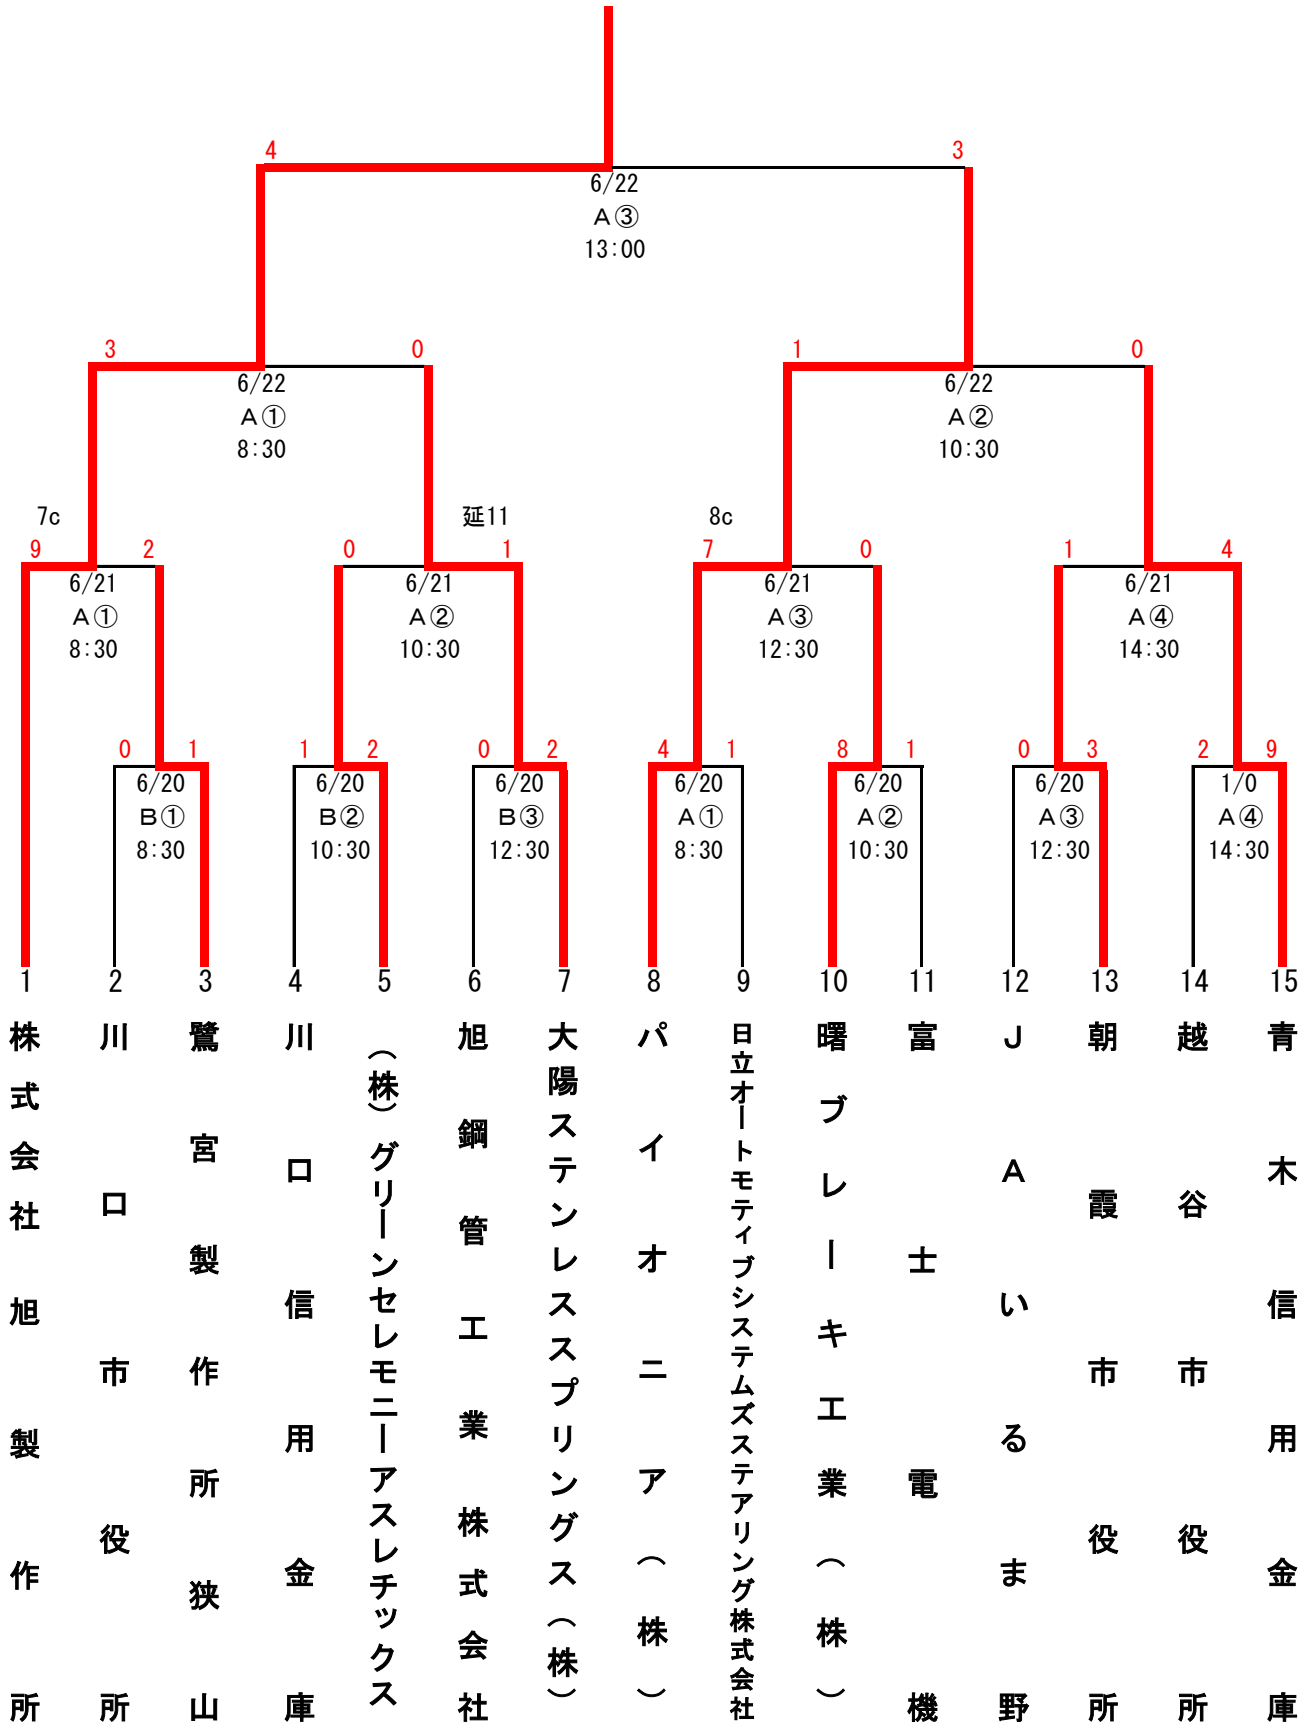 4 3
6/22
A③
13:00
3 0 1 0
6/22 6/22
A① A②
8:30 10:30
7c 延11 8c
9 2 0 1 7 0 1 4
6/21 6/21 6/21 6/21
A① A② A③ A④
8:30 10:30 12:30 14:30
0 1 1 2 0 2 4 1 8 1 0 3 2 9
6/20 6/20 6/20 6/20 6/20 6/20 1/0
B① B② B③ A① A② A③ A④
8:30 10:30 12:30 8:30 10:30 12:30 14:30
1 2 3 4 5 6 7 8 9 10 11 12 13 14 15
株式会社旭製作所
川口市役所
鷺宮製作所狭山
川口信用金庫
(株)グリーンセレモニーアスレチックス
旭鋼管工業株式会社
大陽ステンレススプリングス(株)
パイオニア(株)
日立オートモティブシステムズステアリング株式会社
曙ブレーキ工業(株)
富士電機
JAいるま野
朝霞市役所
越谷市役所
青木信用金庫